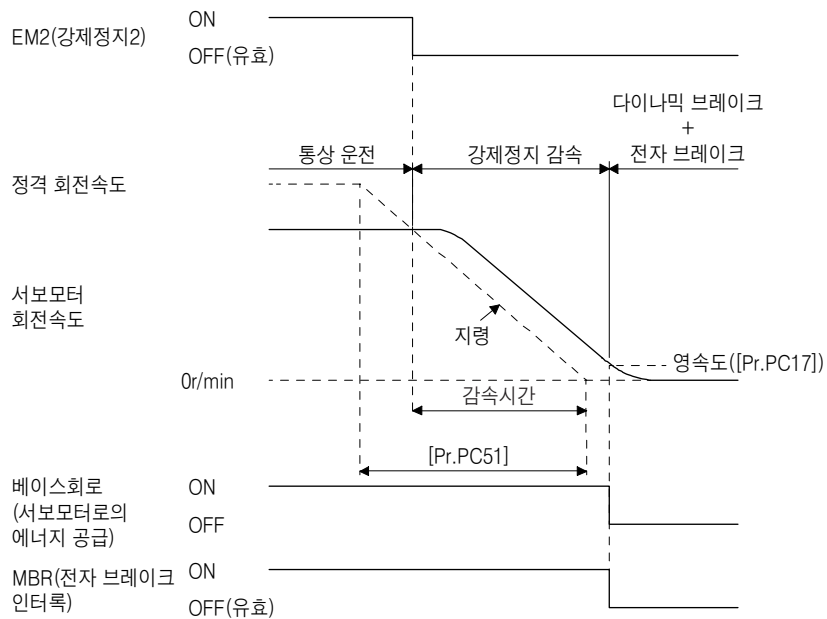 EM2(강제정지2)
ON
OFF(유효)
다이나믹 브레이크
+
전자 브레이크
통상 운전
강제정지 감속
정격 회전속도
서보모터
회전속도
지령
영속도([Pr.PC17])
0r/min
감속시간
[Pr.PC51]
베이스회로
(서보모터로의
에너지 공급)
ON
OFF
MBR(전자 브레이크
인터록)
ON
OFF(유효)